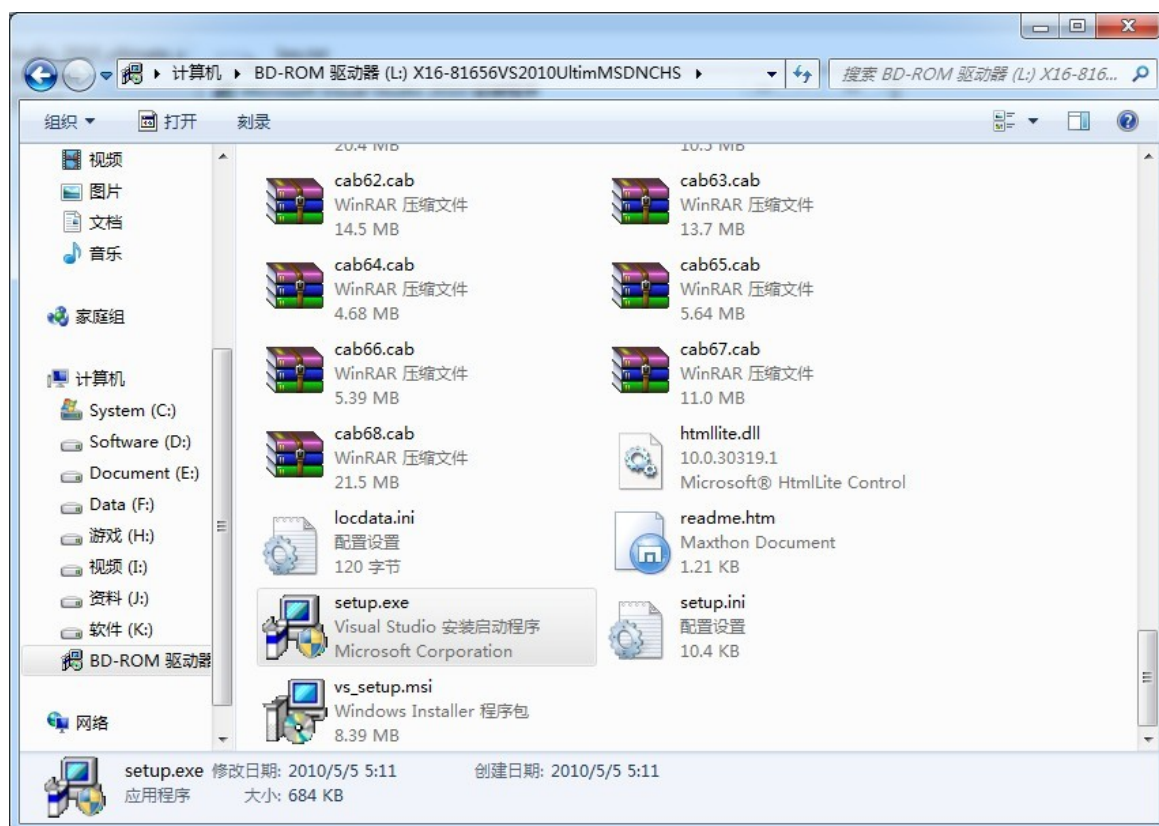 计算机 ▸ BD-ROM 驱动器 (L:) X16-81656VS2010UltimMSDNCHS ▸
搜索 BD-ROM 驱动器 (L:) X16-816...
组织 打开 刻录
视频
图片
文档
音乐
家庭组
计算机
System (C:)
Software (D:)
Document (E:)
Data (F:)
游戏 (H:)
视频 (I:)
资料 (J:)
软件 (K:)
BD-ROM 驱动器
网络
20.4 MB
10.5 MB
cab62.cab
WinRAR 压缩文件
14.5 MB
cab63.cab
WinRAR 压缩文件
13.7 MB
cab64.cab
WinRAR 压缩文件
4.68 MB
cab65.cab
WinRAR 压缩文件
5.64 MB
cab66.cab
WinRAR 压缩文件
5.39 MB
cab67.cab
WinRAR 压缩文件
11.0 MB
cab68.cab
WinRAR 压缩文件
21.5 MB
htmllite.dll
10.0.30319.1
Microsoft® HtmlLite Control
locdata.ini
配置设置
120 字节
readme.htm
Maxthon Document
1.21 KB
setup.exe
Visual Studio 安装启动程序
Microsoft Corporation
setup.ini
配置设置
10.4 KB
vs_setup.msi
Windows Installer 程序包
8.39 MB
setup.exe 修改日期: 2010/5/5 5:11 创建日期: 2010/5/5 5:11
应用程序 大小: 684 KB